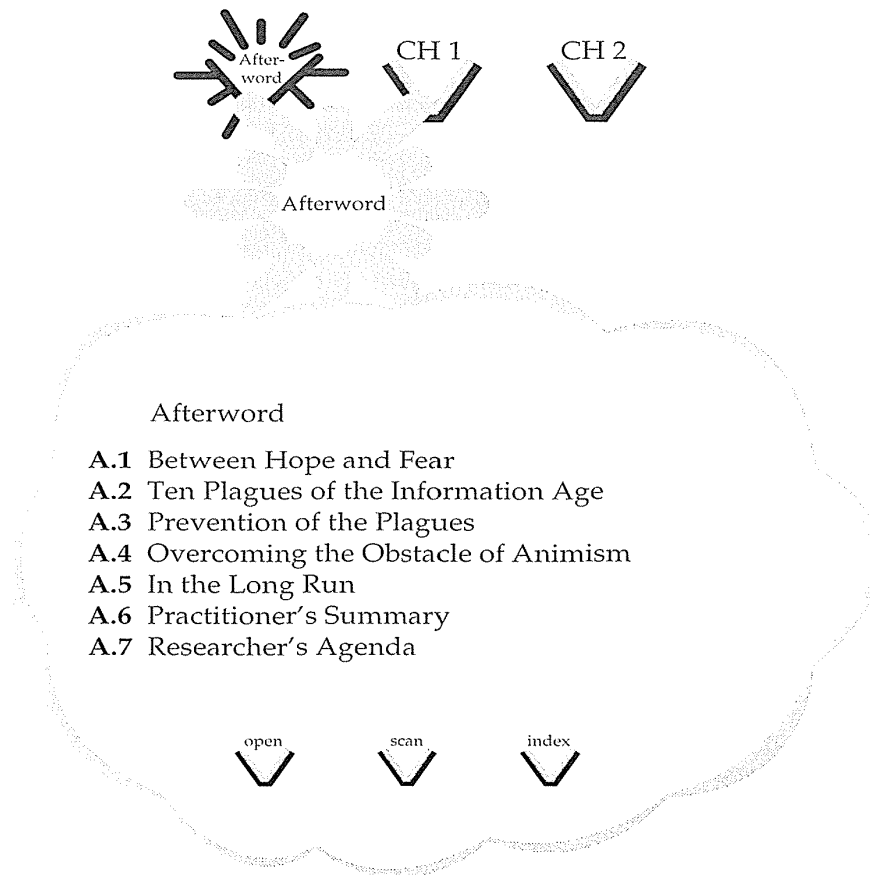 After-
word
CH 1
CH 2
Afterword
Afterword
A.1 Between Hope and Fear
A.2 Ten Plagues of the Information Age
A.3 Prevention of the Plagues
A.4 Overcoming the Obstacle of Animism
A.5 In the Long Run
A.6 Practitioner's Summary
A.7 Researcher's Agenda
open
scan
index